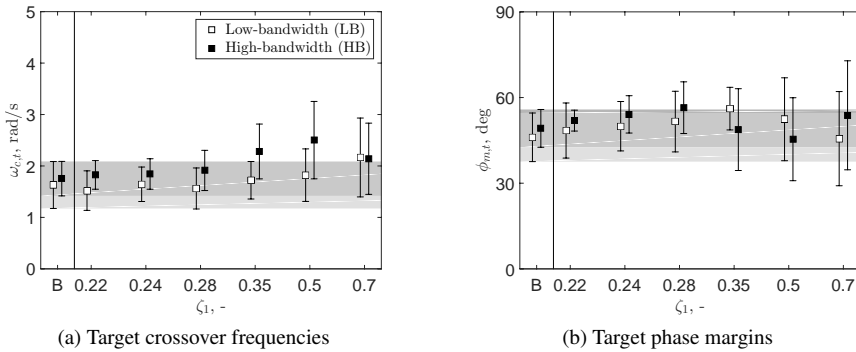 5
4
3
2
1
0
ω_{c,t}, rad/s
Low-bandwidth (LB)
High-bandwidth (HB)
B 0.22 0.24 0.28 0.35 0.5 0.7
ζ₁, -
(a) Target crossover frequencies
90
60
30
0
ϕ_{m,t}, deg
B 0.22 0.24 0.28 0.35 0.5 0.7
ζ₁, -
(b) Target phase margins